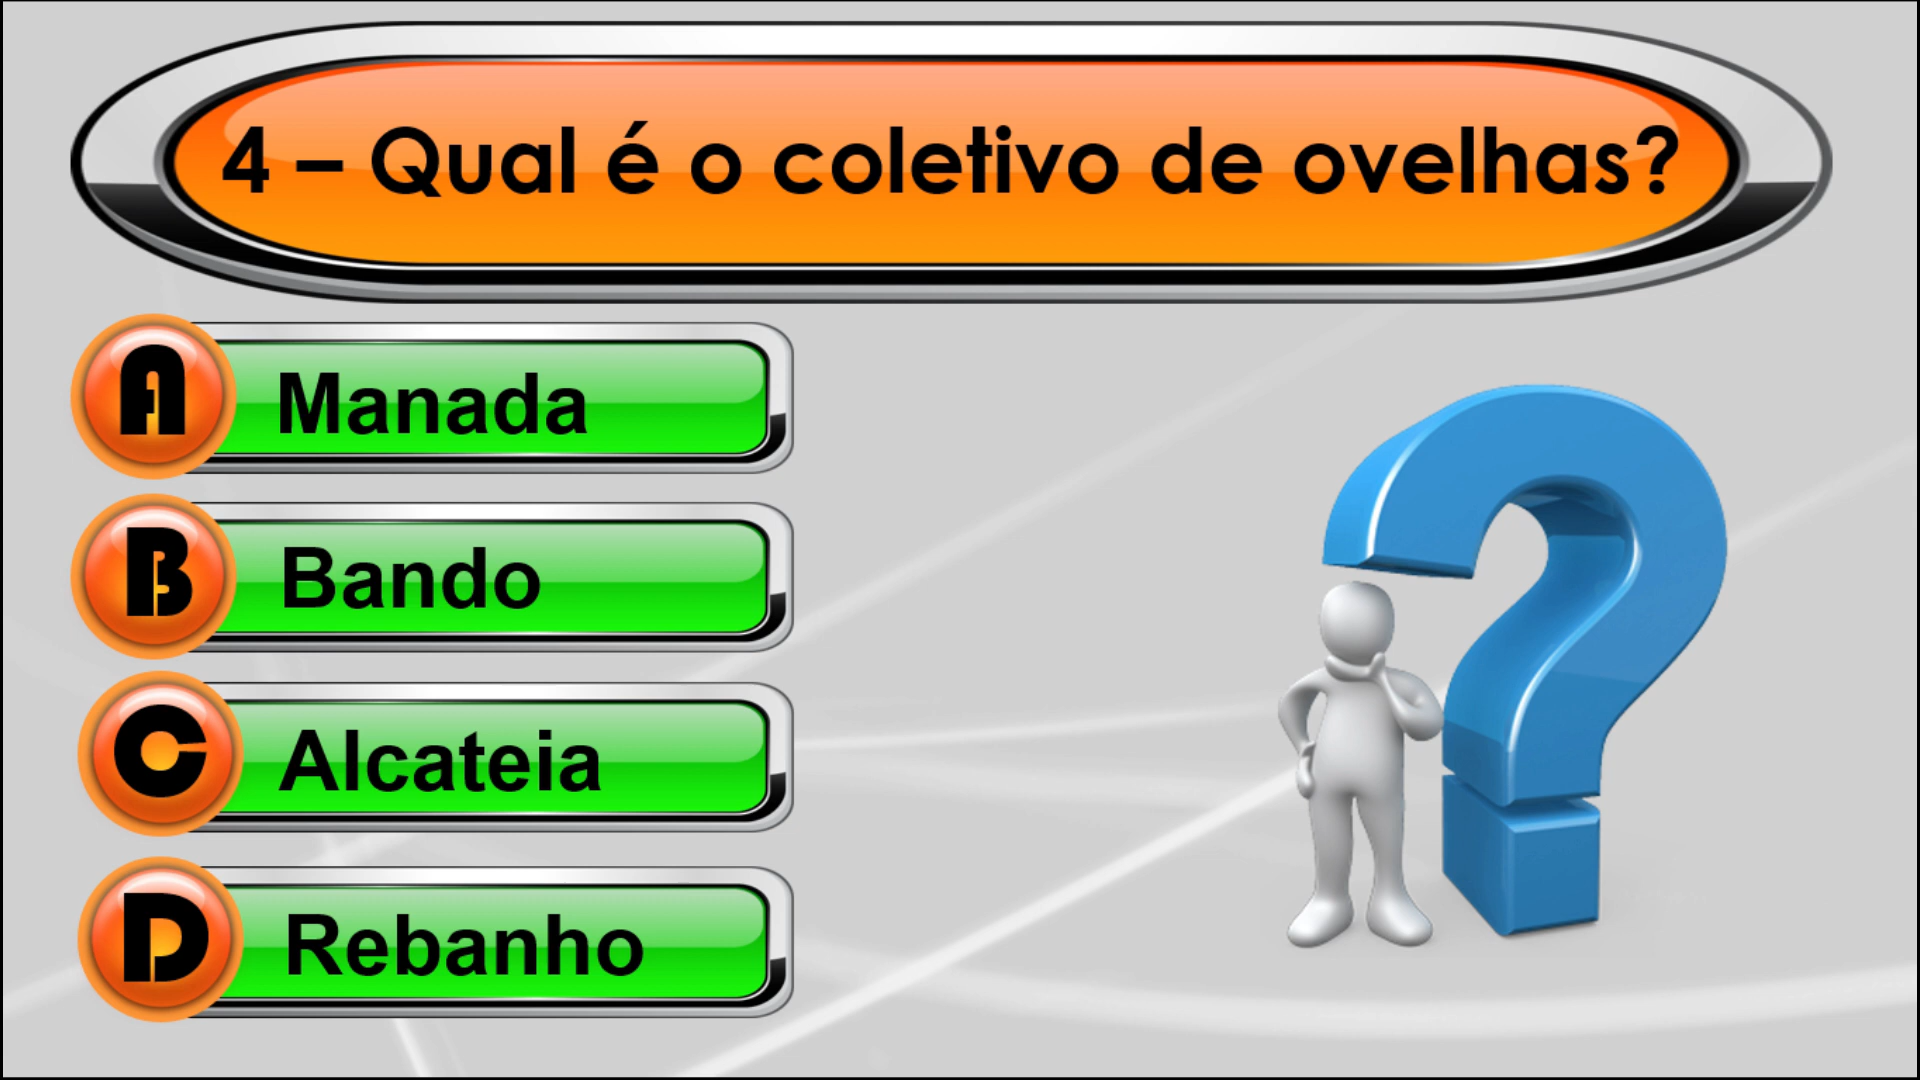 4 – Qual é o coletivo de ovelhas?
A Manada
B Bando
C Alcateia
D Rebanho